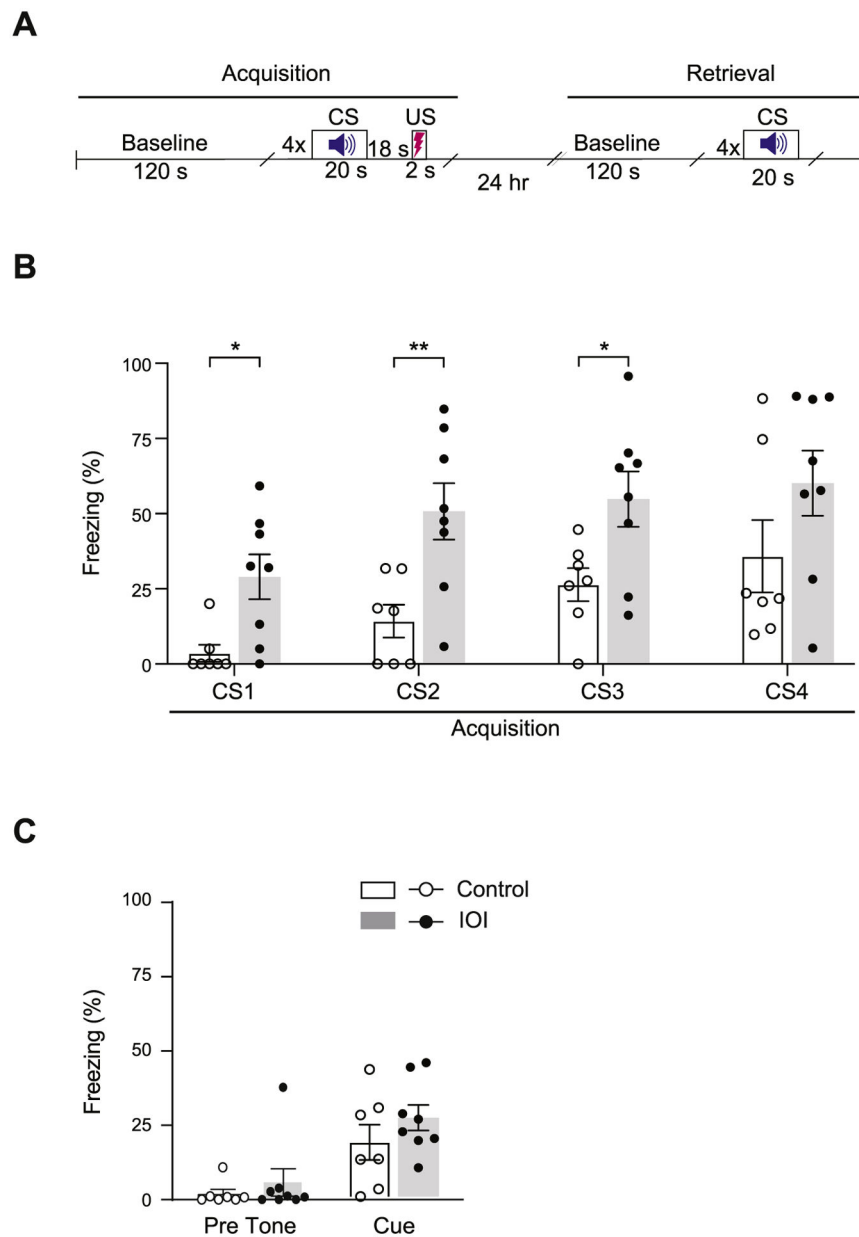 A
Acquisition Retrieval
CS US CS
Baseline 4x 18 s Baseline 4x
120 s 20 s 2 s 24 hr 120 s 20 s
B
* ** *
Freezing (%)
100
75
50
25
0
CS1 CS2 CS3 CS4
Acquisition
C
Control
IOI
Freezing (%)
100
75
50
25
0
Pre Tone Cue